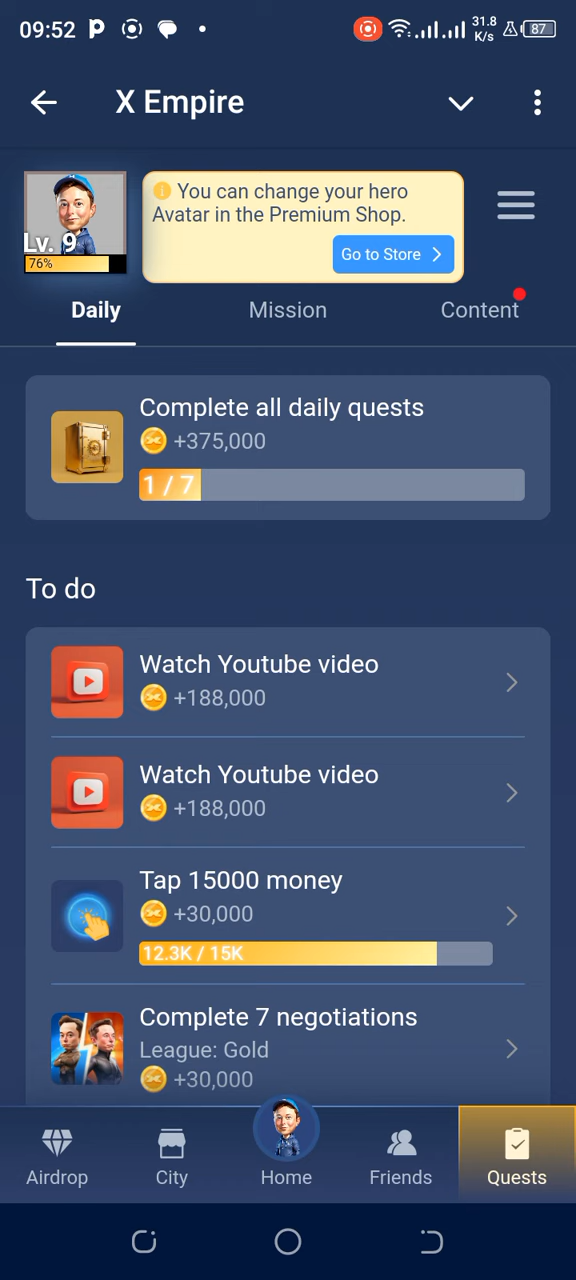 09:52
31.8
K/s
87
X Empire
You can change your hero
Avatar in the Premium Shop.
Go to Store
Lv. 9
76%
Daily
Mission
Content
Complete all daily quests
+375,000
1 / 7
To do
Watch Youtube video
+188,000
Watch Youtube video
+188,000
Tap 15000 money
+30,000
12.3K / 15K
Complete 7 negotiations
League: Gold
+30,000
Airdrop
City
Home
Friends
Quests